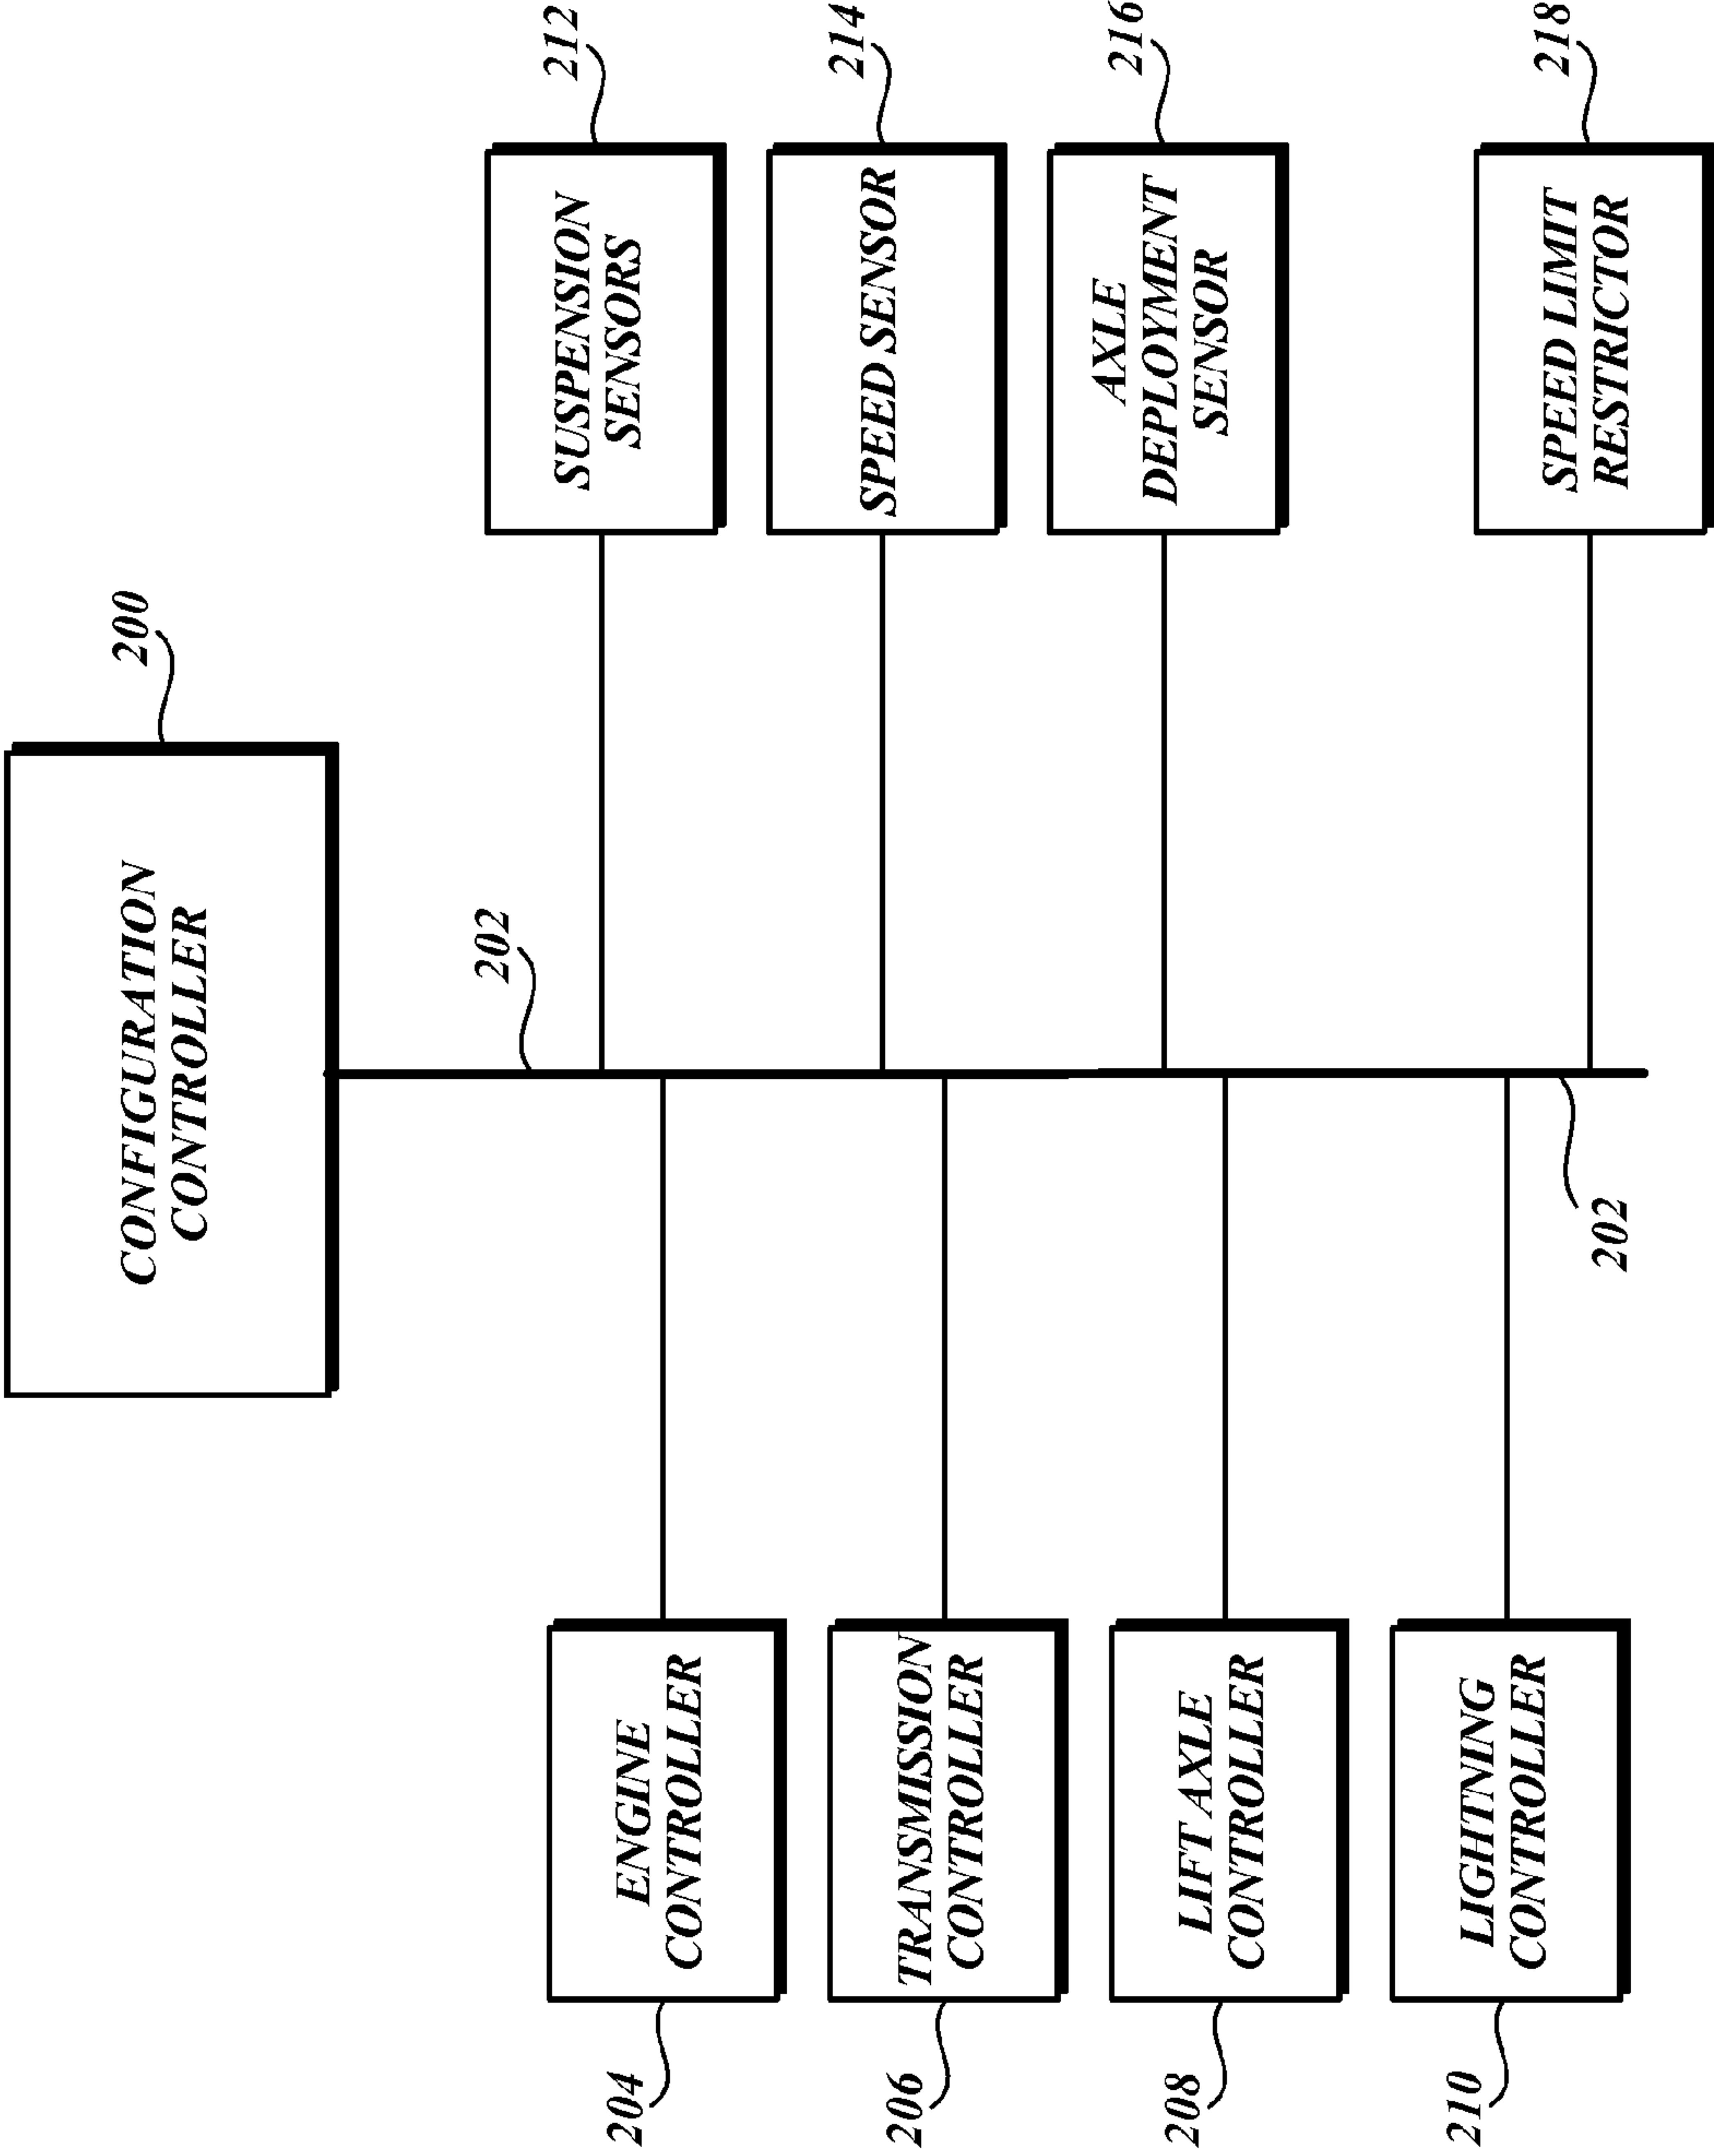 200
CONFIGURATION
CONTROLLER
202
212
SUSPENSION
SENSORS
204
ENGINE
CONTROLLER
214
SPEED SENSOR
206
TRANSMISSION
CONTROLLER
216
AXLE
DEPLOYMENT
SENSOR
208
LIFT AXLE
CONTROLLER
218
SPEED LIMIT
RESTRICTOR
210
LIGHTNING
CONTROLLER
202